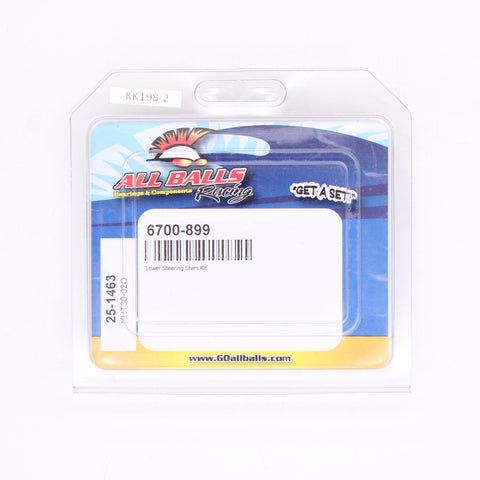 KK198-2
ALL BALLS
Racing
Bearings & Components
"GET A SET!"
6700-899
Lower Steering Stem Kit
25-1463
www.GOallballs.com